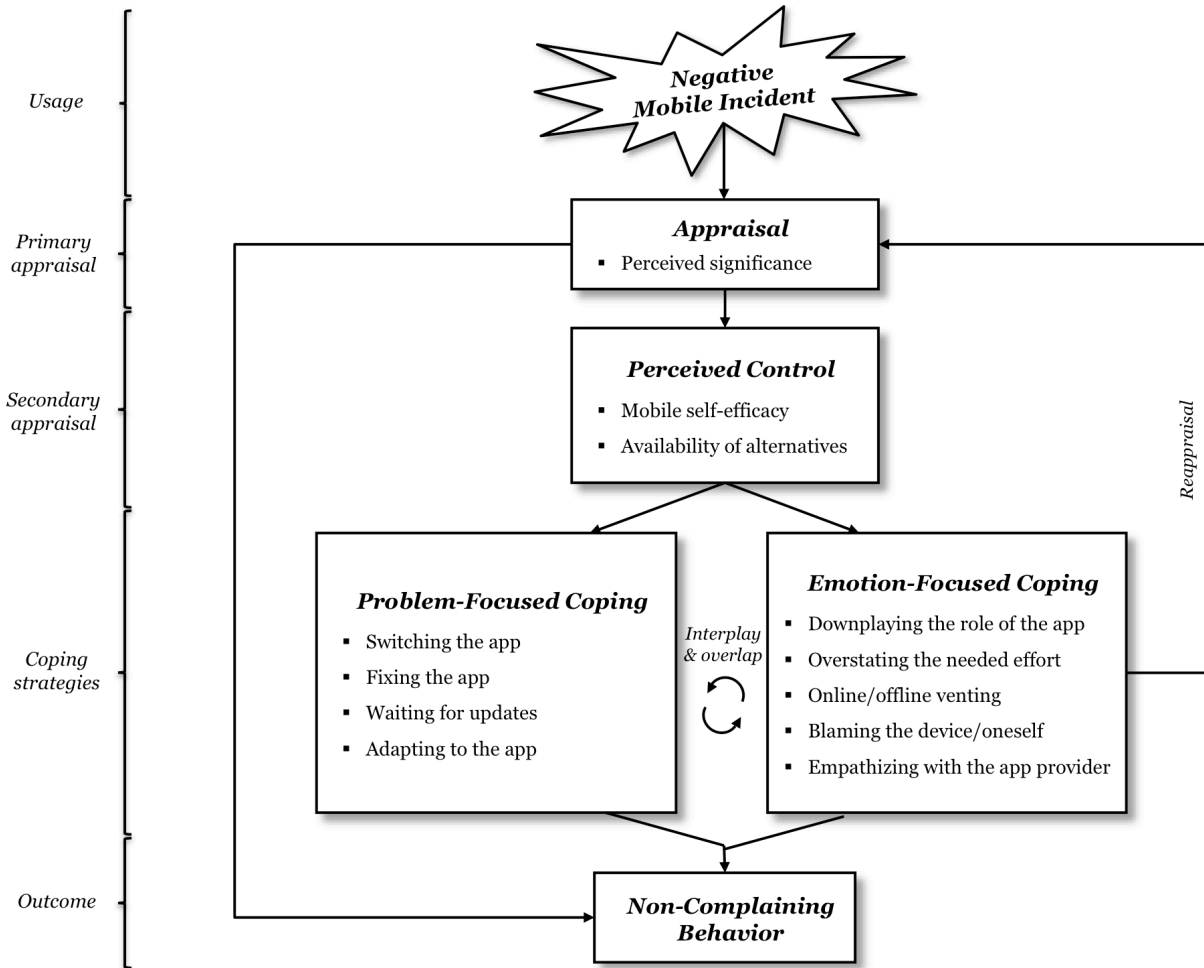 Usage
Negative
Mobile Incident
Primary
appraisal
Appraisal
▪ Perceived significance
Secondary
appraisal
Perceived Control
▪ Mobile self-efficacy
▪ Availability of alternatives
Reappraisal
Coping
strategies
Problem-Focused Coping
▪ Switching the app
▪ Fixing the app
▪ Waiting for updates
▪ Adapting to the app
Interplay
& overlap
Emotion-Focused Coping
▪ Downplaying the role of the app
▪ Overstating the needed effort
▪ Online/offline venting
▪ Blaming the device/oneself
▪ Empathizing with the app provider
Outcome
Non-Complaining
Behavior